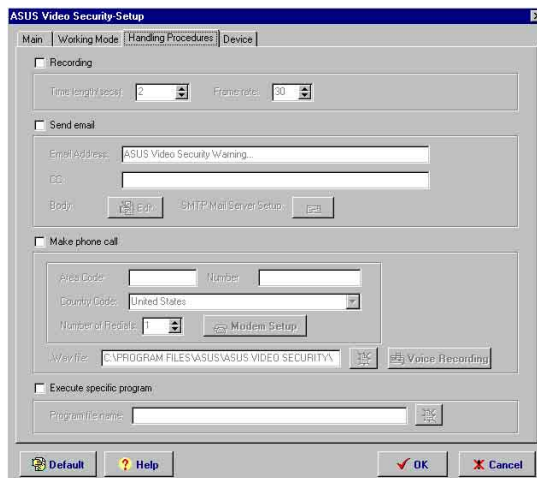 ASUS Video Security-Setup
Main Working Mode Handling Procedures Device
Recording
Time length(secs): 2 Frame-rate: 30
Send email
Email Address: ASUS Video Security Warning...
CC:
Body: Edit SMTP Mail Server Setup:
Make phone call
Area Code: Number:
Country Code: United States
Number of Redials: 1 Modem Setup
.Wav file: C:\PROGRAM FILES\ASUS\ASUS VIDEO SECURITY\ Voice Recording
Execute specific program
Program file name:
Default Help OK Cancel